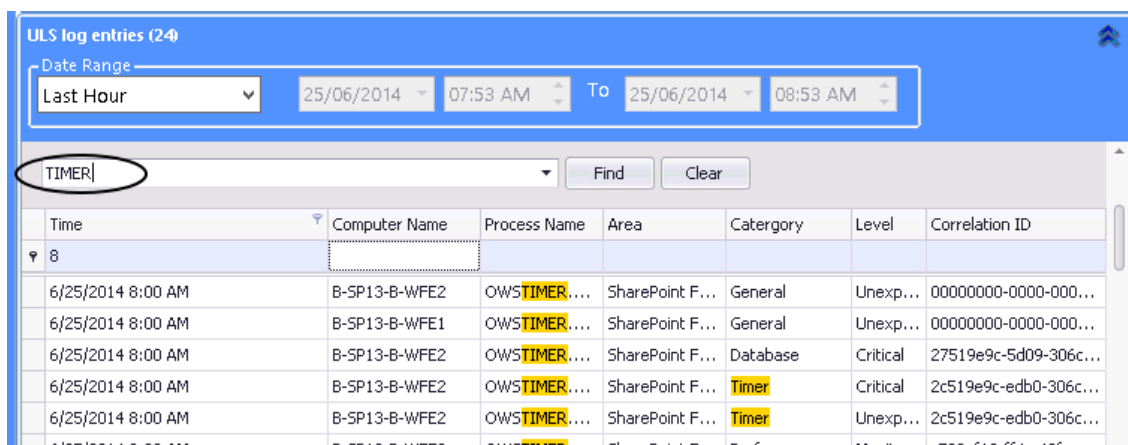 ULS log entries (24)
Date Range
Last Hour 25/06/2014 07:53 AM To 25/06/2014 08:53 AM
TIMER Find Clear
Time Computer Name Process Name Area Catergory Level Correlation ID
8
6/25/2014 8:00 AM B-SP13-B-WFE2 OWSTIMER.... SharePoint F... General Unexp... 00000000-0000-000...
6/25/2014 8:00 AM B-SP13-B-WFE1 OWSTIMER.... SharePoint F... General Unexp... 00000000-0000-000...
6/25/2014 8:00 AM B-SP13-B-WFE2 OWSTIMER.... SharePoint F... Database Critical 27519e9c-5d09-306c...
6/25/2014 8:00 AM B-SP13-B-WFE2 OWSTIMER.... SharePoint F... Timer Critical 2c519e9c-edb0-306c...
6/25/2014 8:00 AM B-SP13-B-WFE2 OWSTIMER.... SharePoint F... Timer Unexp... 2c519e9c-edb0-306c...